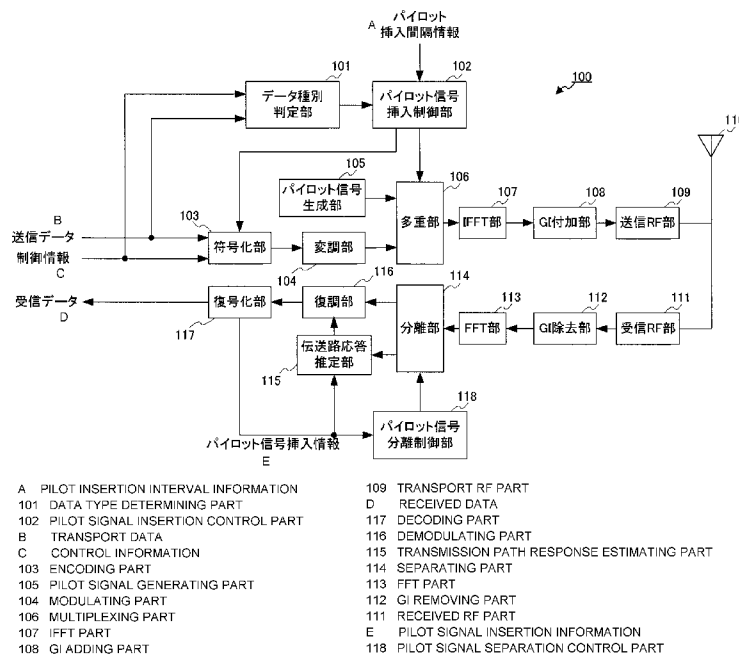 A
パイロット
挿入間隔情報
101
102
100
データ種別
判定部
パイロット信号
挿入制御部
110
105
106
パイロット信号
生成部
107
108
109
B
103
多重部
IFFT部
GI付加部
送信RF部
送信データ
制御情報
C
符号化部
変調部
104
116
114
113
112
111
受信データ
D
復号化部
復調部
分離部
FFT部
GI除去部
受信RF部
117
伝送路応答
推定部
115
118
パイロット信号挿入情報
E
パイロット信号
分離制御部
A PILOT INSERTION INTERVAL INFORMATION
101 DATA TYPE DETERMINING PART
102 PILOT SIGNAL INSERTION CONTROL PART
B TRANSPORT DATA
C CONTROL INFORMATION
103 ENCODING PART
105 PILOT SIGNAL GENERATING PART
104 MODULATING PART
106 MULTIPLEXING PART
107 IFFT PART
108 GI ADDING PART
109 TRANSPORT RF PART
D RECEIVED DATA
117 DECODING PART
116 DEMODULATING PART
115 TRANSMISSION PATH RESPONSE ESTIMATING PART
114 SEPARATING PART
113 FFT PART
112 GI REMOVING PART
111 RECEIVED RF PART
E PILOT SIGNAL INSERTION INFORMATION
118 PILOT SIGNAL SEPARATION CONTROL PART